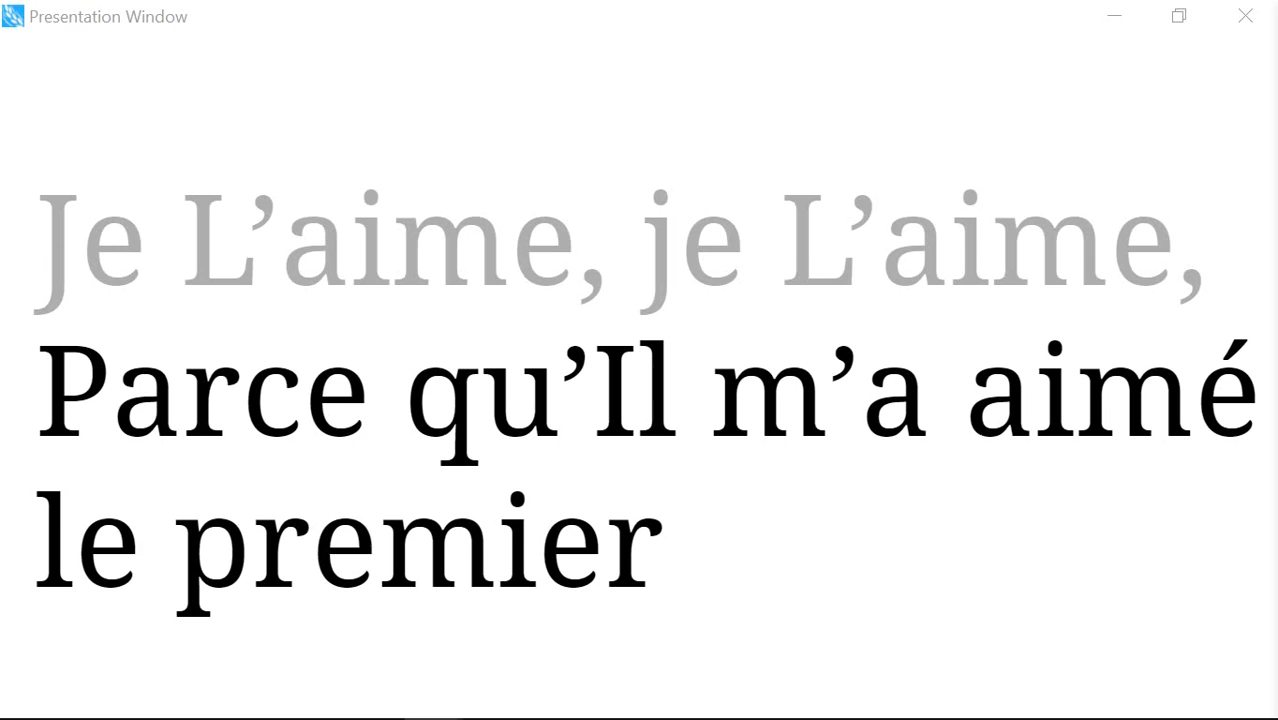 Presentation Window
Je L’aime, je L’aime,
Parce qu’Il m’a aimé
le premier